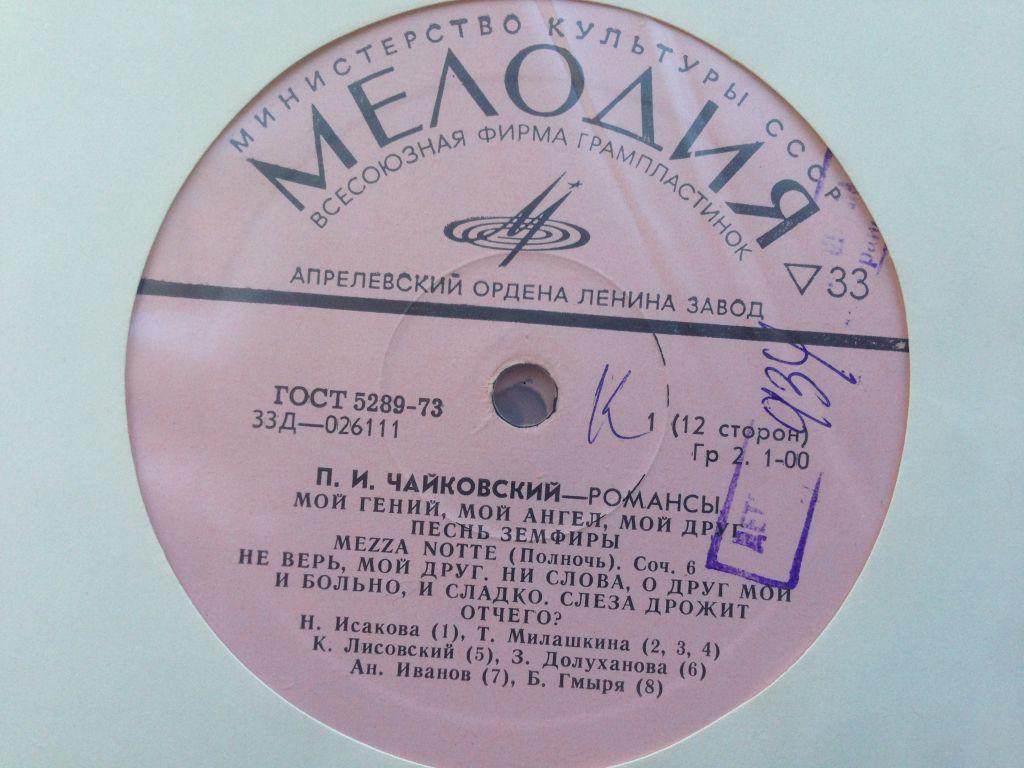 МИНИСТЕРСТВО КУЛЬТУРЫ СССР
МЕЛОДИЯ
ВСЕСОЮЗНАЯ ФИРМА ГРАМПЛАСТИНОК
АПРЕЛЕВСКИЙ ОРДЕНА ЛЕНИНА ЗАВОД
▽33
ГОСТ 5289-73
33Д—026111
К
1 (12 сторон)
Гр 2. 1-00
П. И. ЧАЙКОВСКИЙ—РОМАНСЫ
МОЙ ГЕНИЙ, МОЙ АНГЕЛ, МОЙ ДРУГ
ПЕСНЬ ЗЕМФИРЫ
MEZZA NOTTE (Полночь). Соч. 6
НЕ ВЕРЬ, МОЙ ДРУГ. НИ СЛОВА, О ДРУГ МОЙ
И БОЛЬНО, И СЛАДКО. СЛЕЗА ДРОЖИТ
ОТЧЕГО?
Н. Исакова (1), Т. Милашкина (2, 3, 4)
К. Лисовский (5), З. Долуханова (6)
Ан. Иванов (7), Б. Гмыря (8)